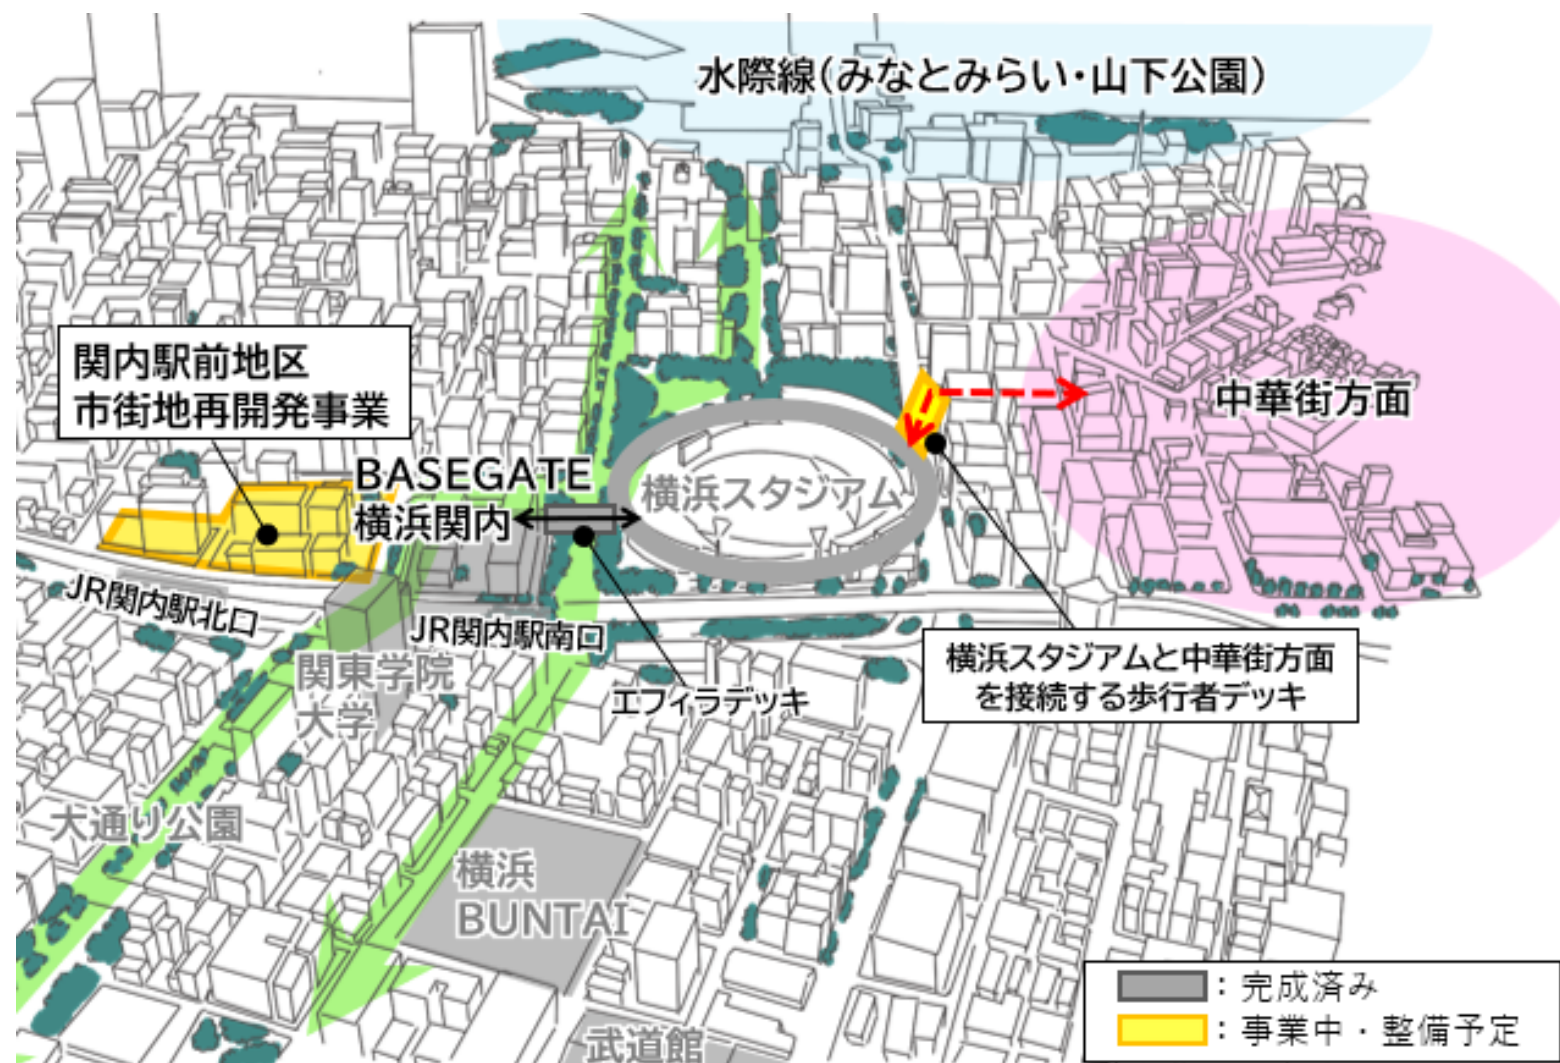 水際線(みなとみらい・山下公園)
関内駅前地区
市街地再開発事業
中華街方面
BASEGATE
横浜関内
横浜スタジアム
JR関内駅北口
JR関内駅南口
関東学院
大学
エフィラデッキ
横浜スタジアムと中華街方面
を接続する歩行者デッキ
大通り公園
横浜
BUNTAI
武道館
:完成済み
:事業中・整備予定